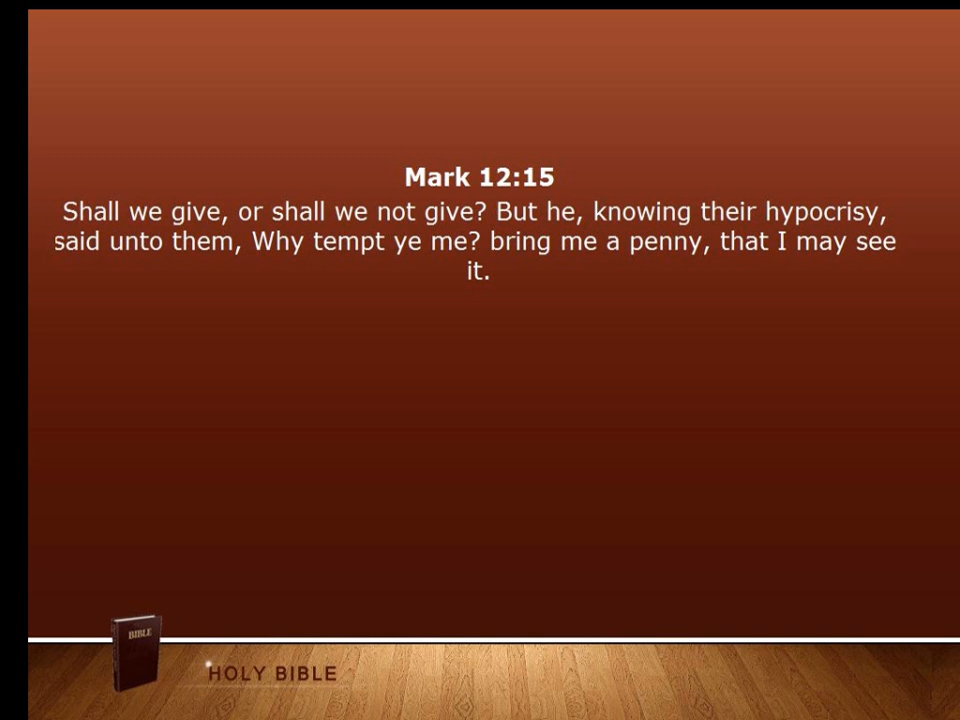 Mark 12:15
Shall we give, or shall we not give? But he, knowing their hypocrisy,
said unto them, Why tempt ye me? bring me a penny, that I may see
it.
BIBLE
HOLY BIBLE